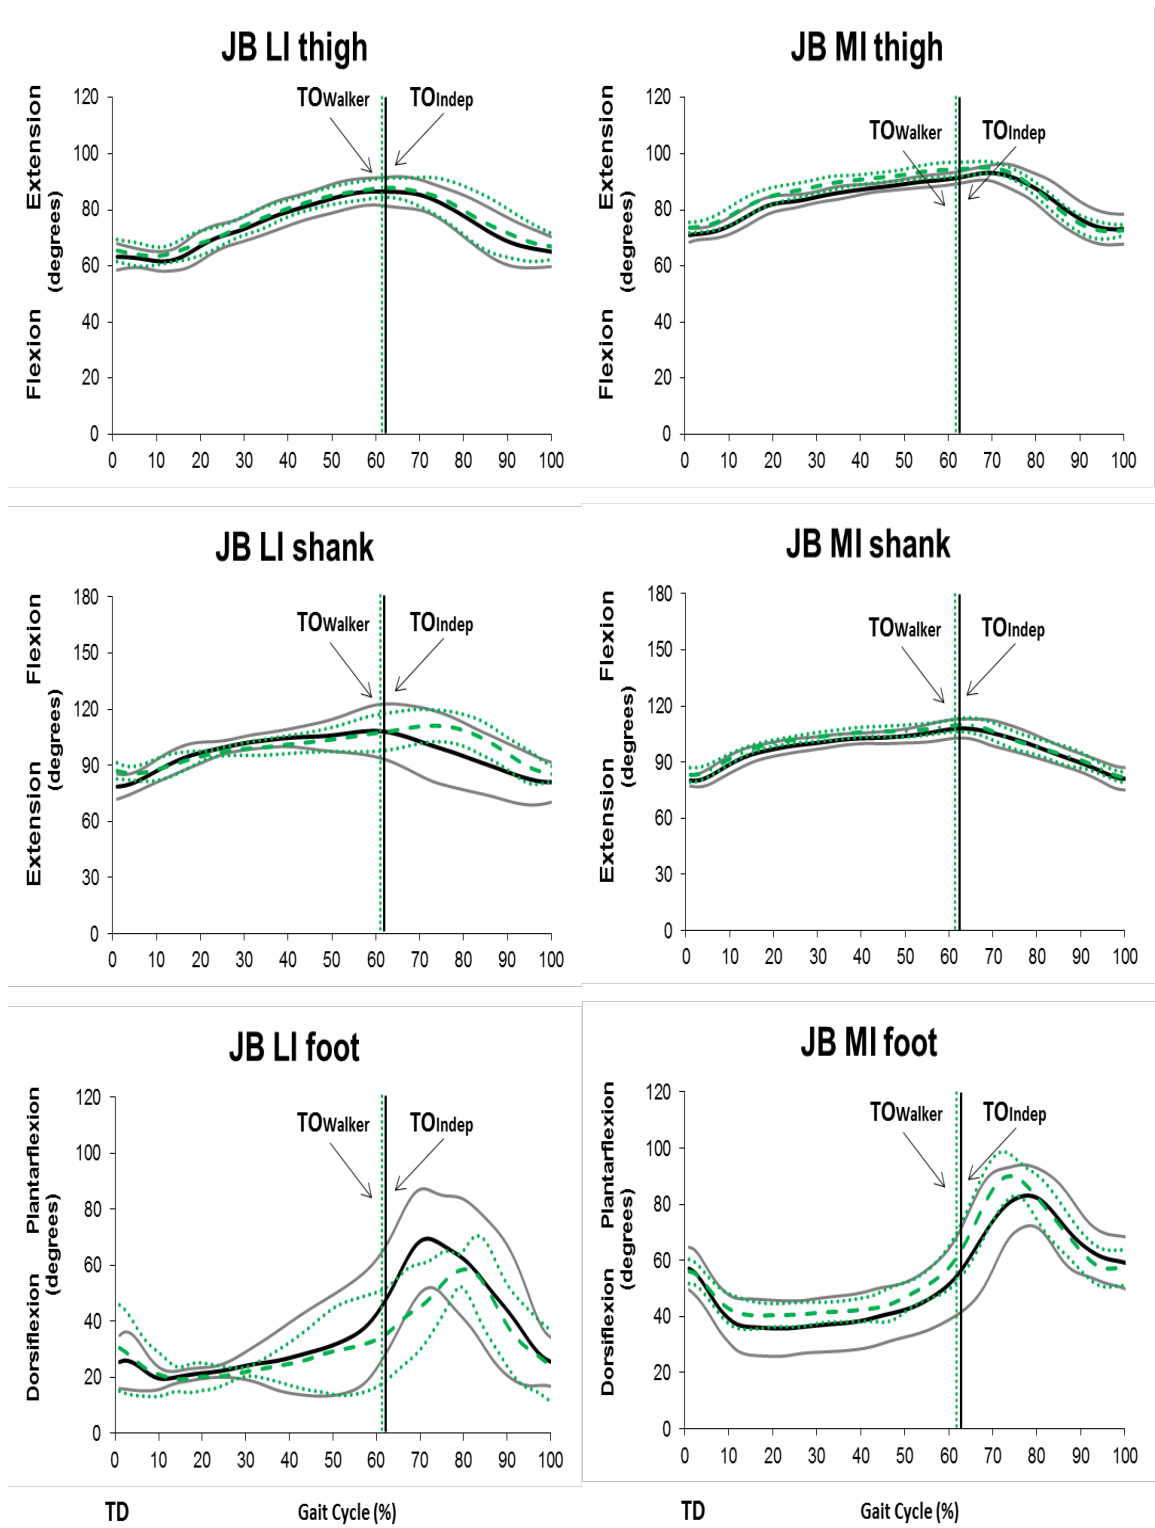 JB LI thigh
Flexion Extension
(degrees)
120
100
80
60
40
20
0
TOWalker
TOIndep
0 10 20 30 40 50 60 70 80 90 100
JB MI thigh
Flexion Extension
(degrees)
120
100
80
60
40
20
0
TOWalker
TOIndep
0 10 20 30 40 50 60 70 80 90 100
JB LI shank
Extension Flexion
(degrees)
180
150
120
90
60
30
0
TOWalker
TOIndep
0 10 20 30 40 50 60 70 80 90 100
JB MI shank
Extension Flexion
(degrees)
180
150
120
90
60
30
0
TOWalker
TOIndep
0 10 20 30 40 50 60 70 80 90 100
JB LI foot
Dorsiflexion Plantarflexion
(degrees)
120
100
80
60
40
20
0
TOWalker
TOIndep
0 10 20 30 40 50 60 70 80 90 100
TD Gait Cycle (%)
JB MI foot
Dorsiflexion Plantarflexion
(degrees)
120
100
80
60
40
20
0
TOWalker
TOIndep
0 10 20 30 40 50 60 70 80 90 100
TD Gait Cycle (%)